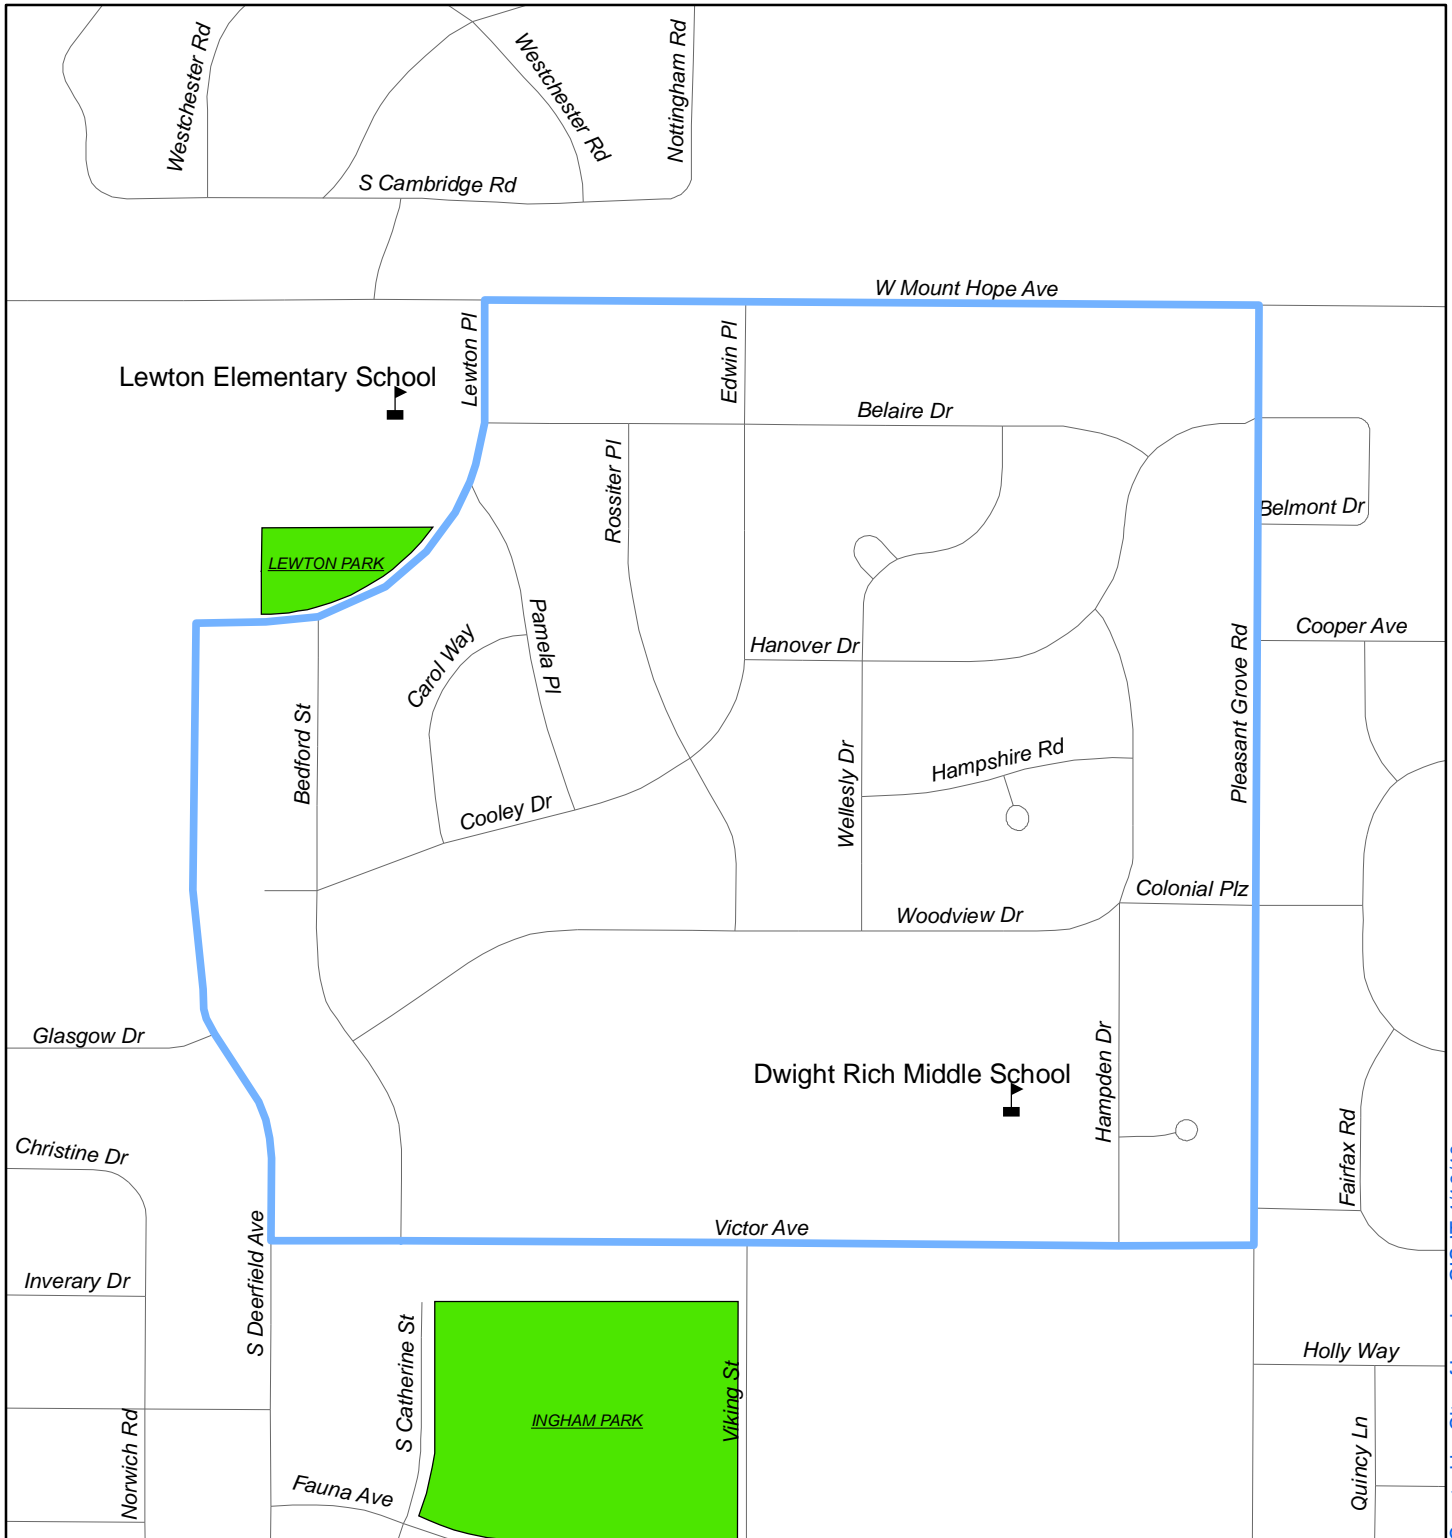 Westchester Rd
Westchester Rd
Nottingham Rd
S Cambridge Rd
W Mount Hope Ave
Lewton Pl
Edwin Pl
Lewton Elementary School
Belaire Dr
Rossiter Pl
Belmont Dr
LEWTON PARK
Pamela Pl
Carol Way
Hanover Dr
Cooper Ave
Pleasant Grove Rd
Bedford St
Wellesly Dr
Hampshire Rd
Cooley Dr
Colonial Plz
Woodview Dr
Glasgow Dr
Hampden Dr
Dwight Rich Middle School
Christine Dr
Fairfax Rd
Victor Ave
S Deerfield Ave
Inverary Dr
S Catherine St
Viking St
Holly Way
INGHAM PARK
Norwich Rd
Quincy Ln
Fauna Ave